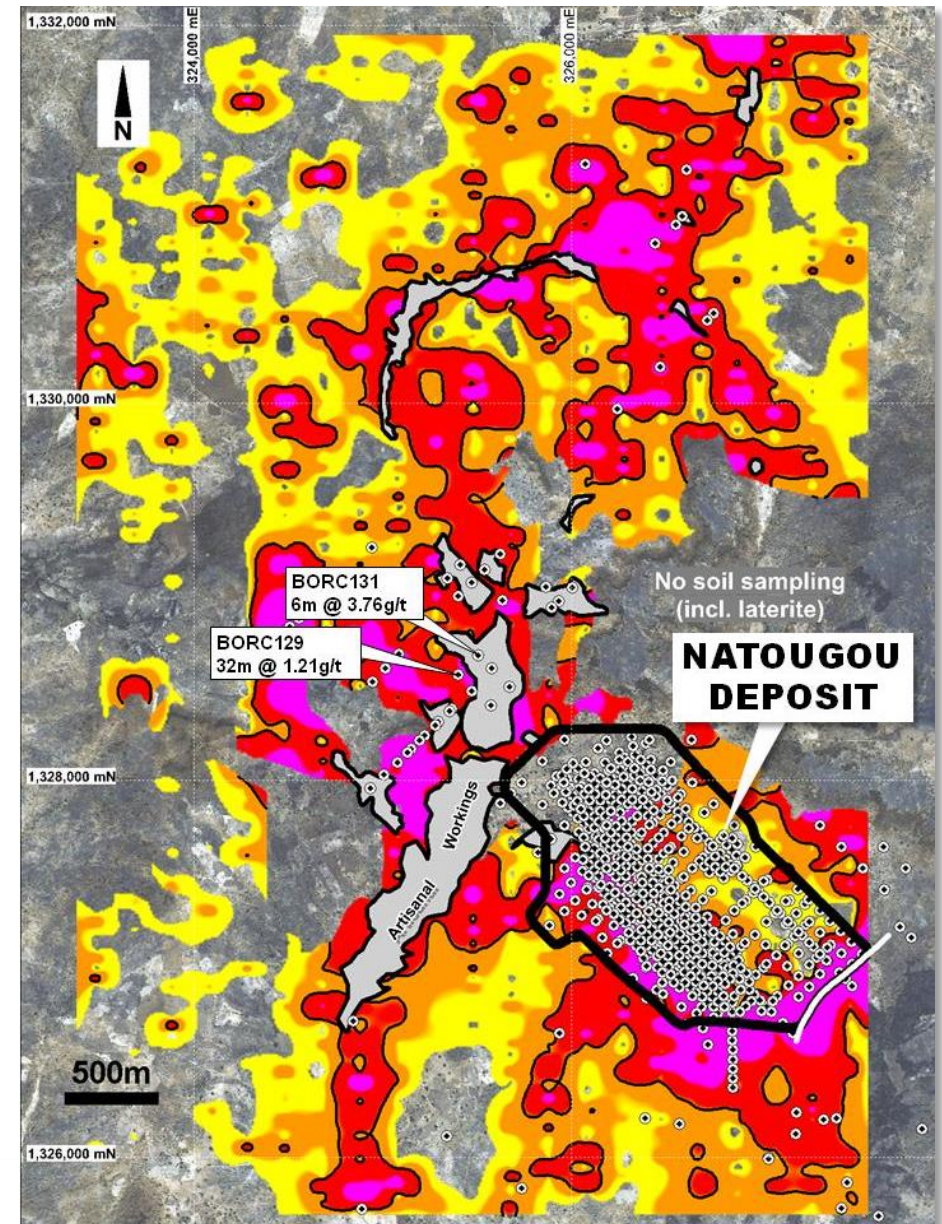 1,332,000 mN
324,000 mE
326,000 mE
N
1,330,000 mN
BORC131
6m @ 3.76g/t
BORC129
32m @ 1.21g/t
No soil sampling
(incl. laterite)
NATOUGOU
DEPOSIT
1,328,000 mN
Artisanal Workings
500m
1,326,000 mN